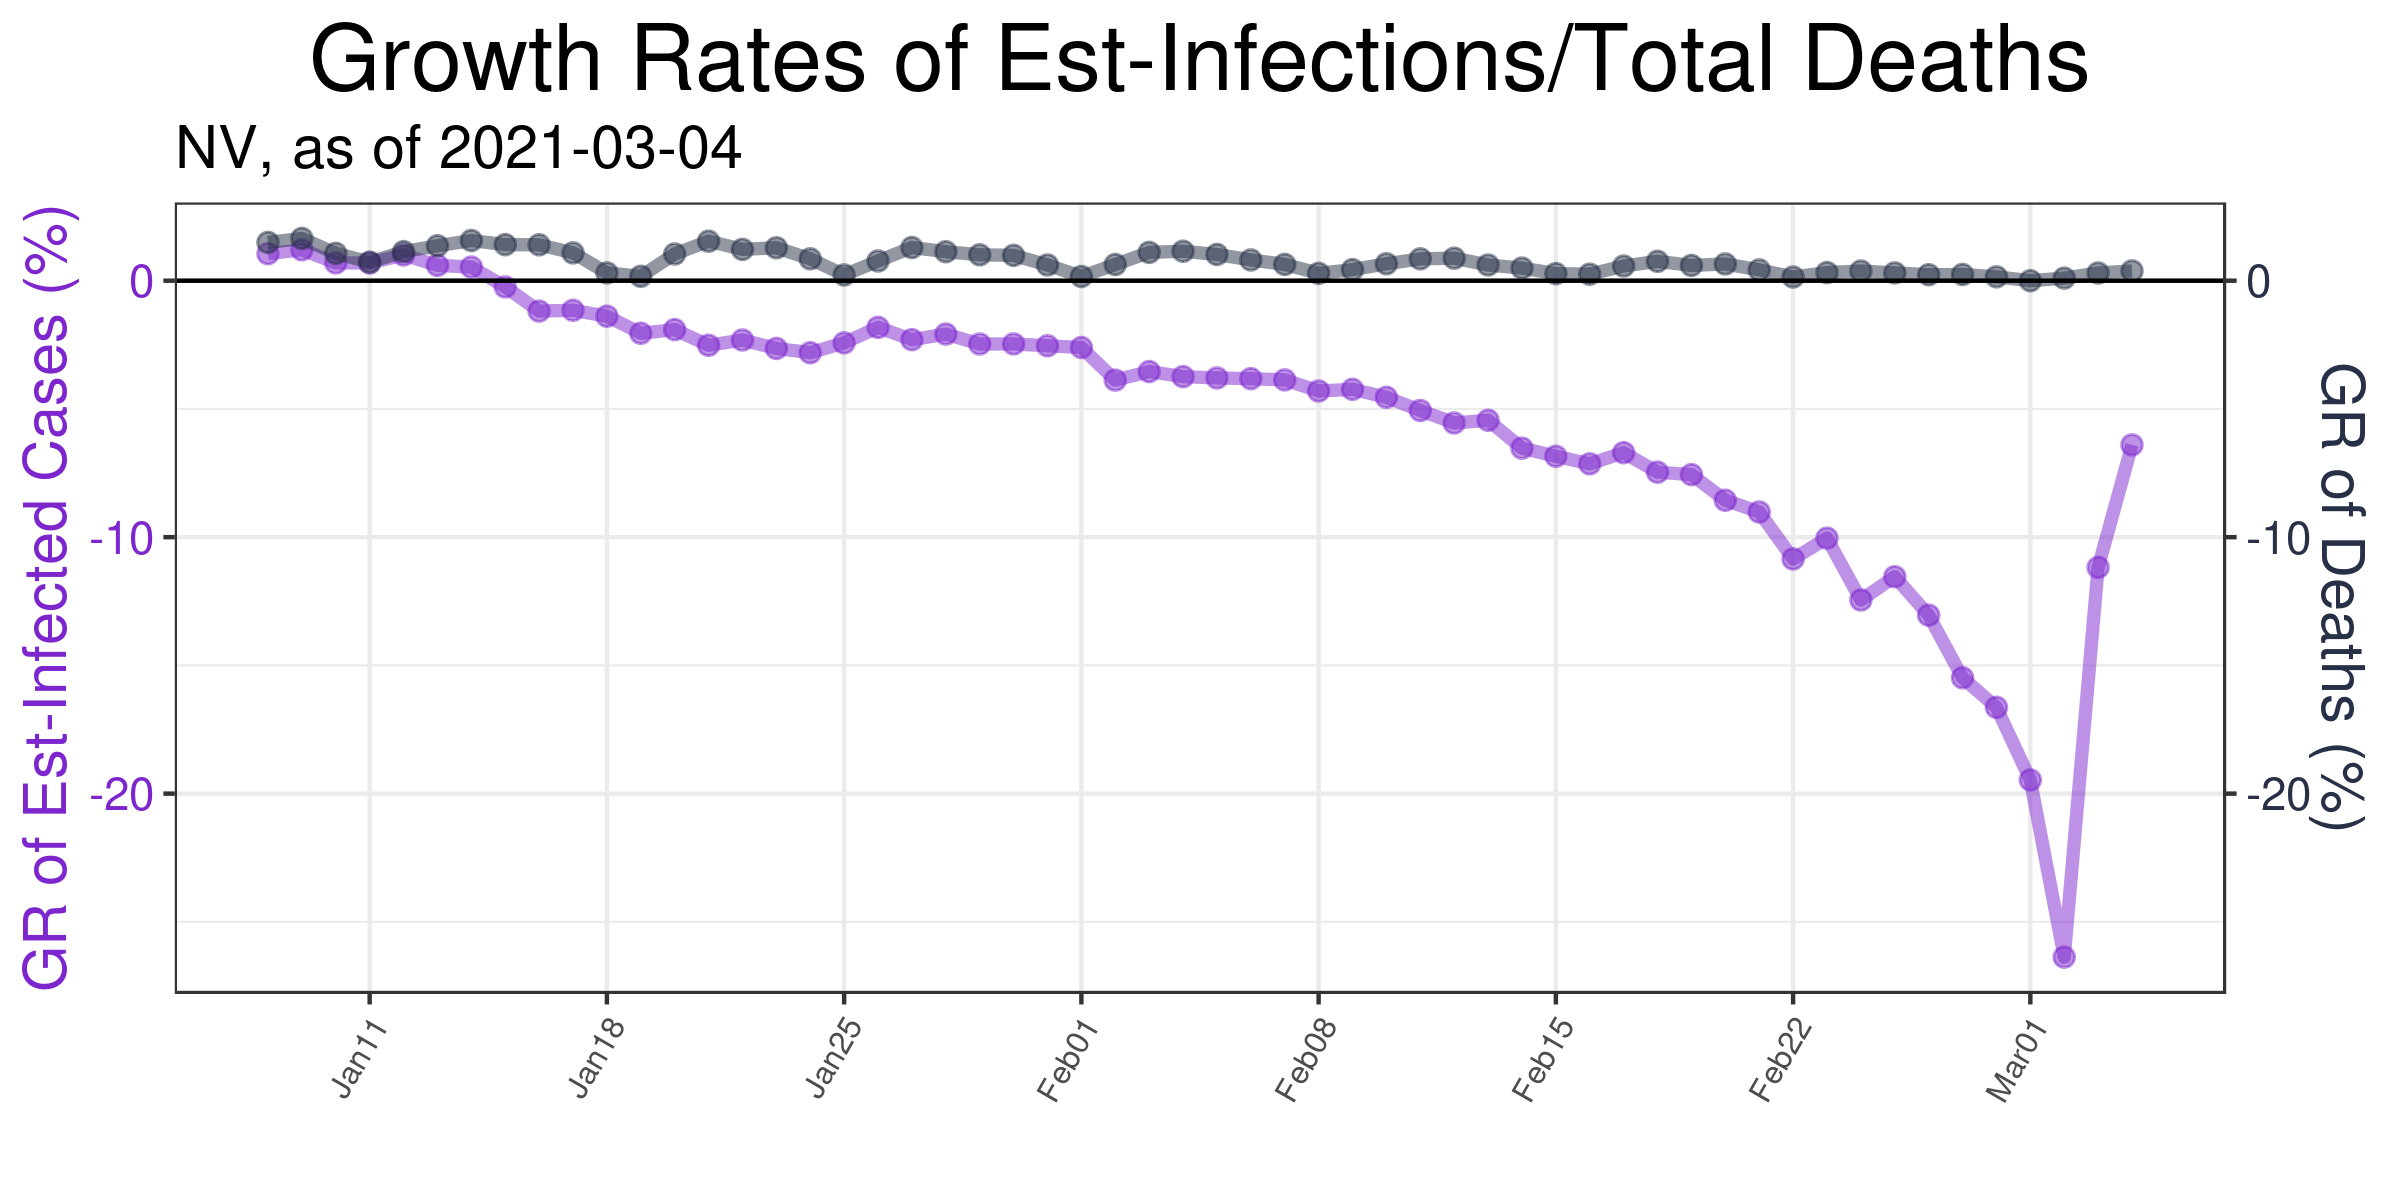 Growth Rates of Est-Infections/Total Deaths
NV, as of 2021-03-04
GR of Est-Infected Cases (%)
0
-10
-20
0
-10
-20
GR of Deaths (%)
Jan11
Jan18
Jan25
Feb01
Feb08
Feb15
Feb22
Mar01